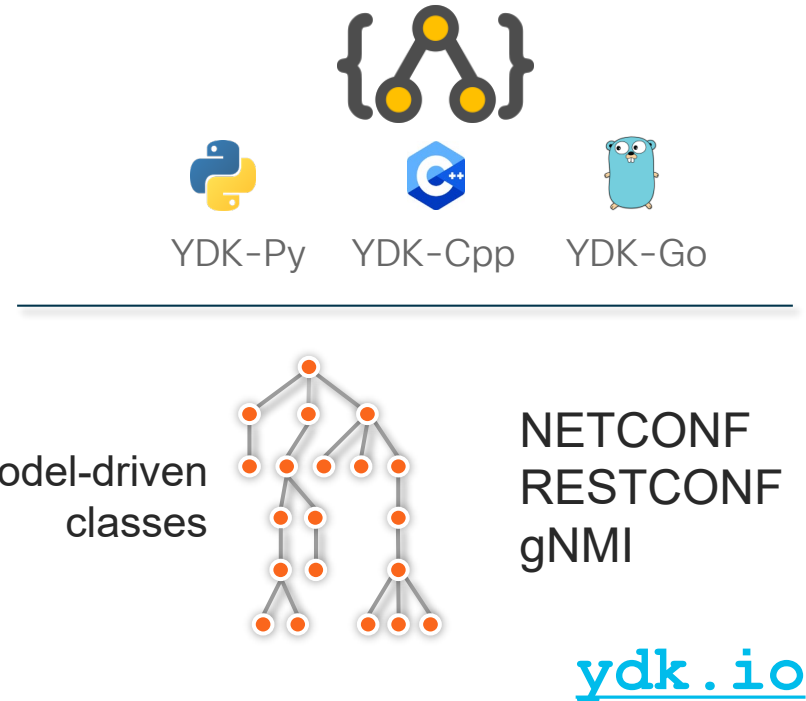 YDK-Py YDK-Cpp YDK-Go
odel-driven
classes
NETCONF
RESTCONF
gNMI
ydk.io